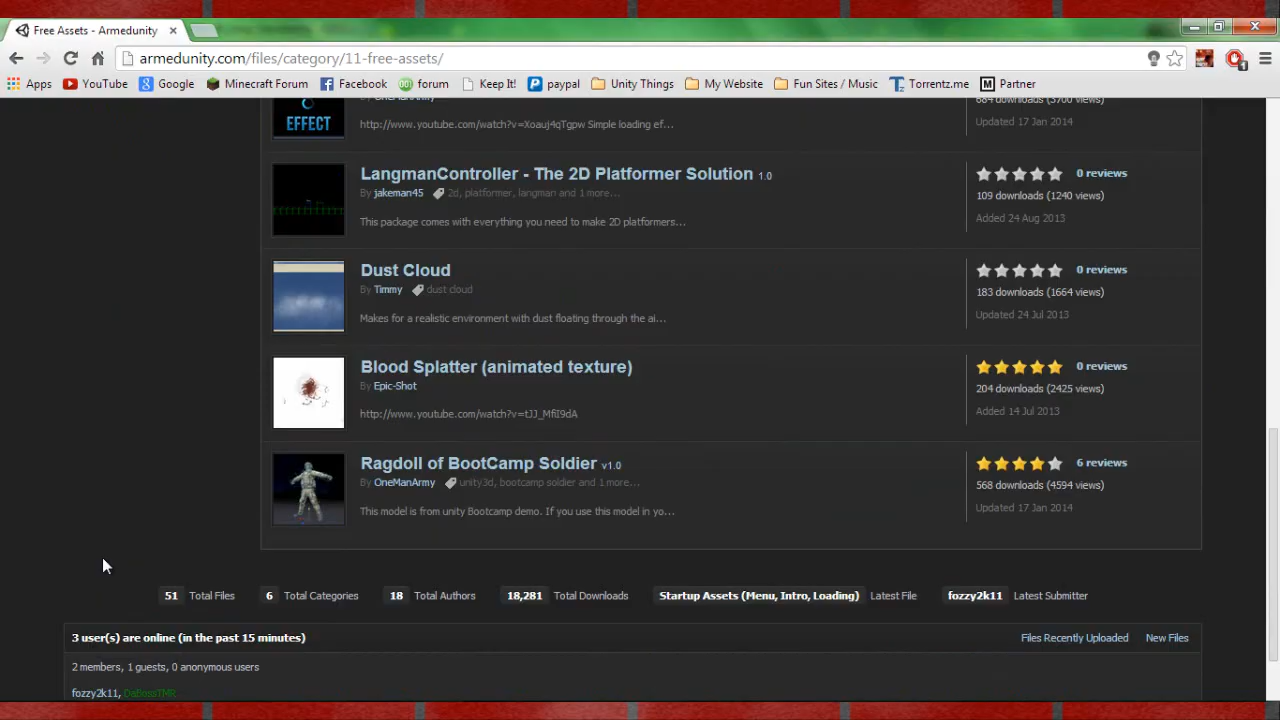 Free Assets - Armedunity
armedunity.com/files/category/11-free-assets/
Apps YouTube Google Minecraft Forum Facebook forum Keep It! paypal Unity Things My Website Fun Sites / Music Torrentz.me Partner
EFFECT
By OneManArmy
http://www.youtube.com/watch?v=Xoauj4qTgpw Simple loading ef...
684 downloads (3700 views)
Updated 17 Jan 2014
LangmanController - The 2D Platformer Solution 1.0
By jakeman45 2d, platformer, langman and 1 more...
This package comes with everything you need to make 2D platformers...
0 reviews
109 downloads (1240 views)
Added 24 Aug 2013
Dust Cloud
By Timmy dust cloud
Makes for a realistic environment with dust floating through the ai...
0 reviews
183 downloads (1664 views)
Updated 24 Jul 2013
Blood Splatter (animated texture)
By Epic-Shot
http://www.youtube.com/watch?v=tJJ_MfII9dA
0 reviews
204 downloads (2425 views)
Added 14 Jul 2013
Ragdoll of BootCamp Soldier v1.0
By OneManArmy unity3d, bootcamp soldier and 1 more...
This model is from unity Bootcamp demo. If you use this model in yo...
6 reviews
568 downloads (4594 views)
Updated 17 Jan 2014
51 Total Files 6 Total Categories 18 Total Authors 18,281 Total Downloads Startup Assets (Menu, Intro, Loading) Latest File fozzy2k11 Latest Submitter
3 user(s) are online (in the past 15 minutes)
Files Recently Uploaded New Files
2 members, 1 guests, 0 anonymous users
fozzy2k11, DaBossTMR